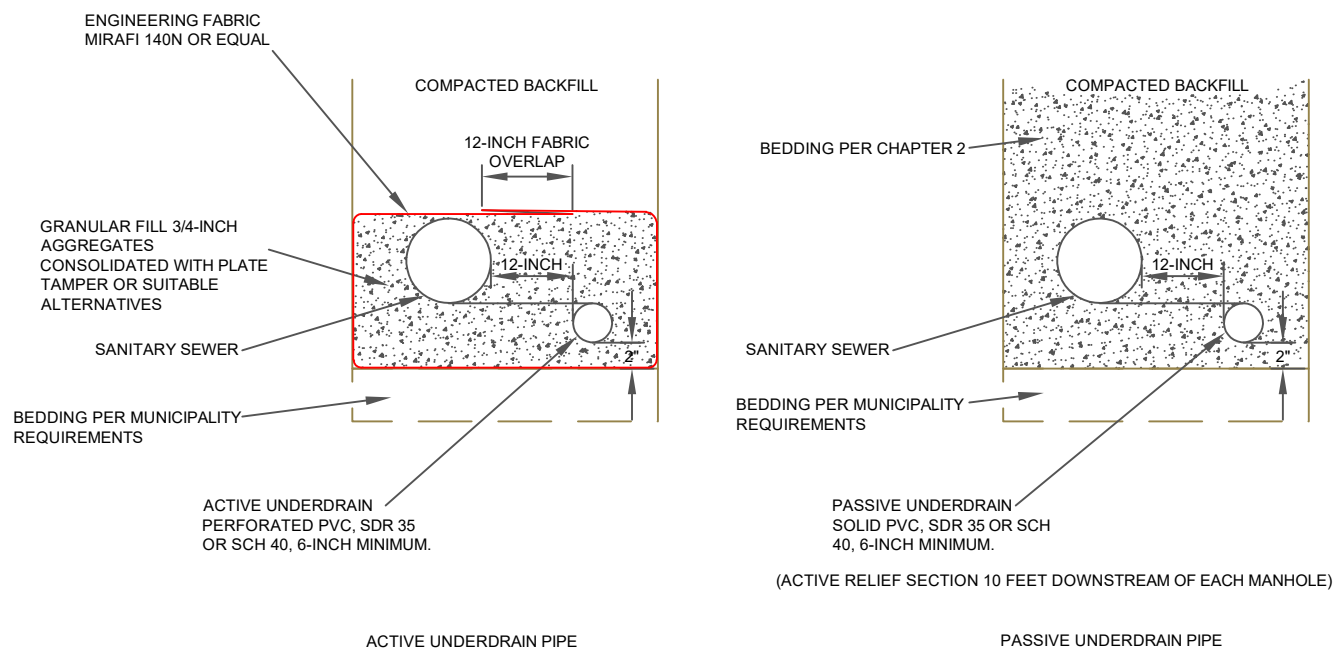 ENGINEERING FABRIC
MIRAFI 140N OR EQUAL
COMPACTED BACKFILL
12-INCH FABRIC
OVERLAP
GRANULAR FILL 3/4-INCH
AGGREGATES
CONSOLIDATED WITH PLATE
TAMPER OR SUITABLE
ALTERNATIVES
12-INCH
SANITARY SEWER
2"
BEDDING PER MUNICIPALITY
REQUIREMENTS
ACTIVE UNDERDRAIN
PERFORATED PVC, SDR 35
OR SCH 40, 6-INCH MINIMUM.
ACTIVE UNDERDRAIN PIPE
COMPACTED BACKFILL
BEDDING PER CHAPTER 2
12-INCH
SANITARY SEWER
2"
BEDDING PER MUNICIPALITY
REQUIREMENTS
PASSIVE UNDERDRAIN
SOLID PVC, SDR 35 OR SCH
40, 6-INCH MINIMUM.
(ACTIVE RELIEF SECTION 10 FEET DOWNSTREAM OF EACH MANHOLE)
PASSIVE UNDERDRAIN PIPE